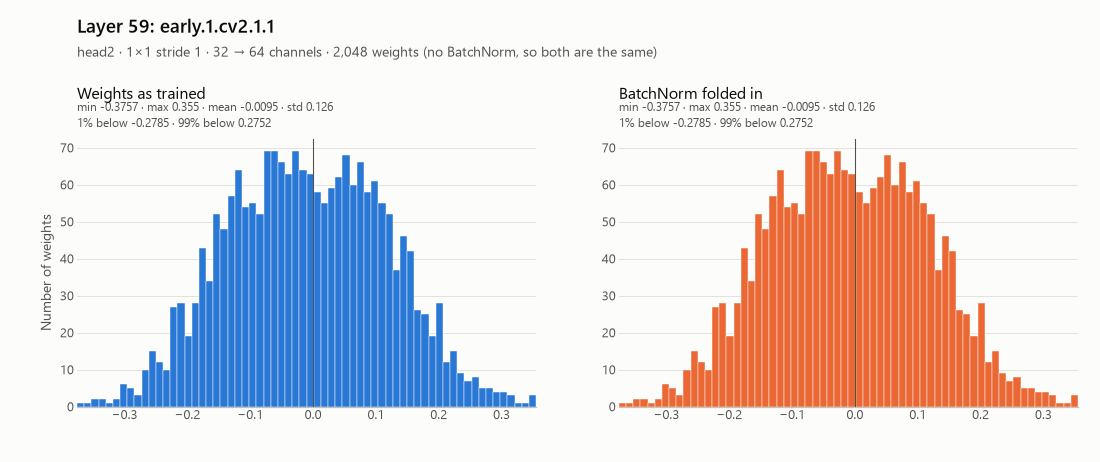 Layer 59: early.1.cv2.1.1
head2 · 1×1 stride 1 · 32 → 64 channels · 2,048 weights (no BatchNorm, so both are the same)
Weights as trained
min -0.3757 · max 0.355 · mean -0.0095 · std 0.126
1% below -0.2785 · 99% below 0.2752
Number of weights
70
60
50
40
30
20
10
0
−0.3 −0.2 −0.1 0.0 0.1 0.2 0.3
BatchNorm folded in
min -0.3757 · max 0.355 · mean -0.0095 · std 0.126
1% below -0.2785 · 99% below 0.2752
70
60
50
40
30
20
10
0
−0.3 −0.2 −0.1 0.0 0.1 0.2 0.3